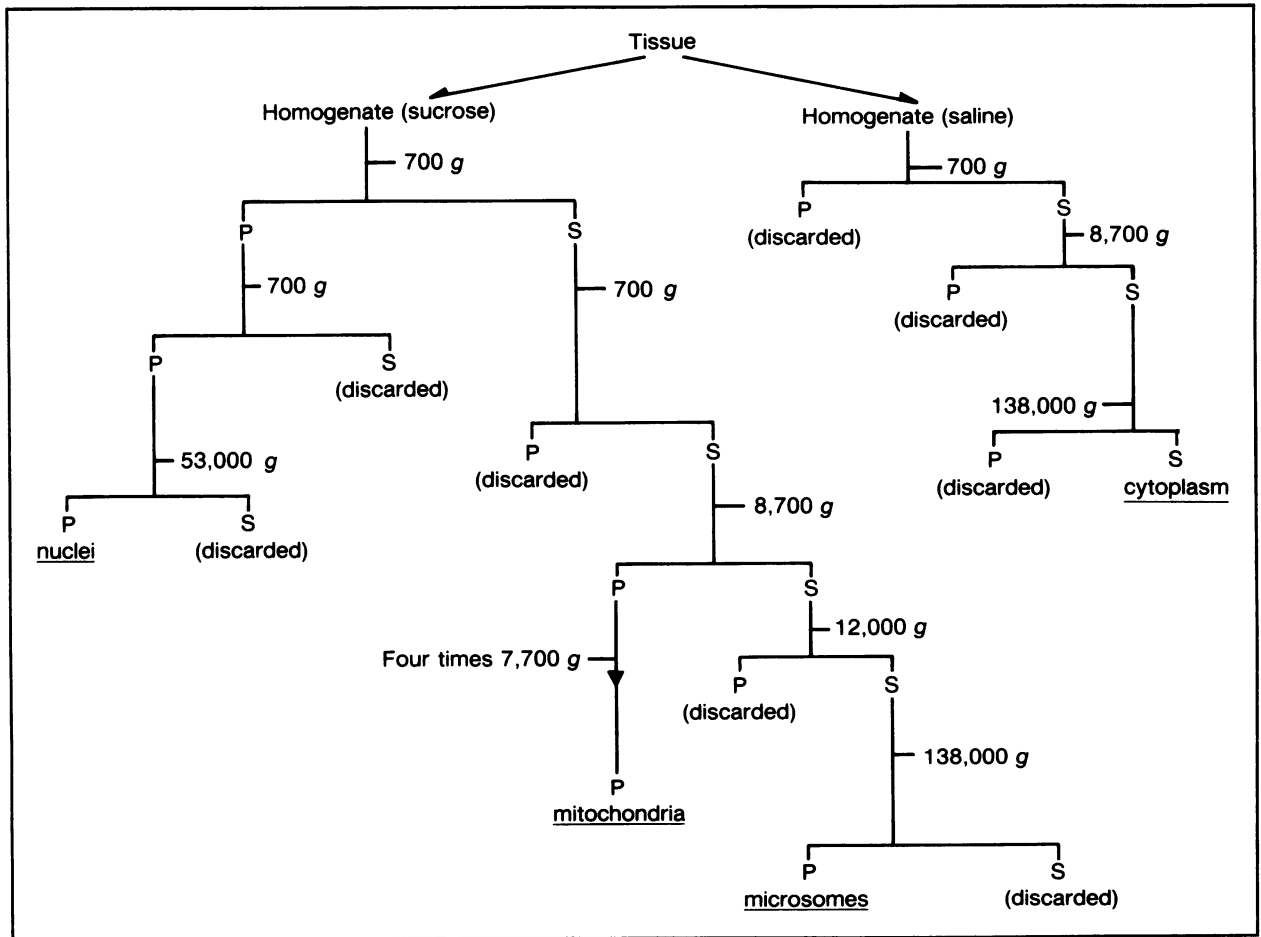 Tissue
Homogenate (sucrose)
Homogenate (saline)
700 g
700 g
P
S
P
(discarded)
S
8,700 g
700 g
700 g
P
(discarded)
S
P
S
(discarded)
138,000 g
P
(discarded)
S
cytoplasm
53,000 g
P
(discarded)
S
P
nuclei
S
(discarded)
8,700 g
P
S
12,000 g
Four times 7,700 g
P
(discarded)
S
138,000 g
P
mitochondria
P
microsomes
S
(discarded)